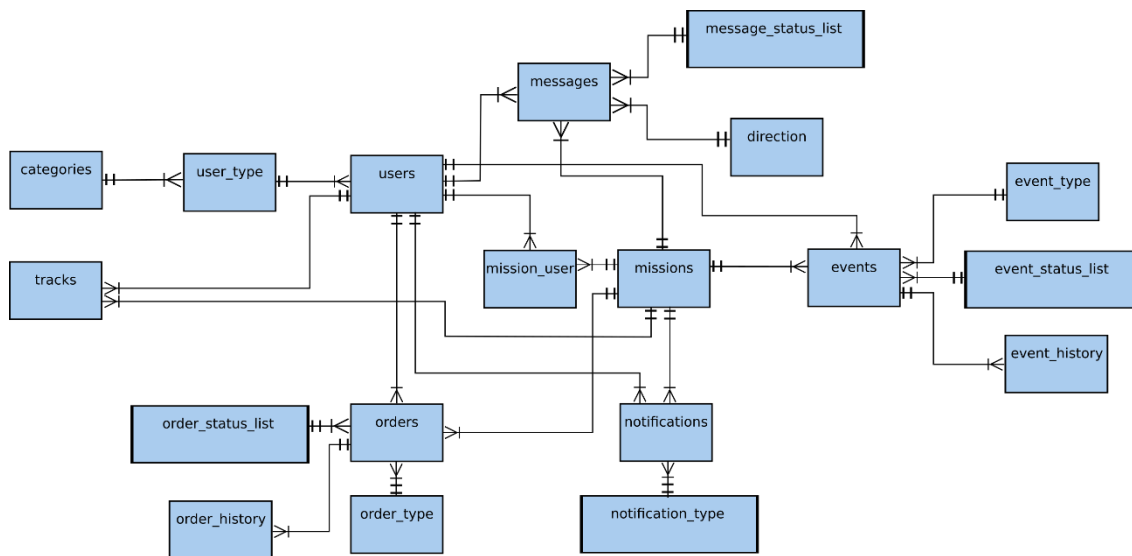 message_status_list
messages
direction
categories
user_type
users
event_type
tracks
mission_user
missions
events
event_status_list
event_history
order_status_list
orders
notifications
order_history
order_type
notification_type